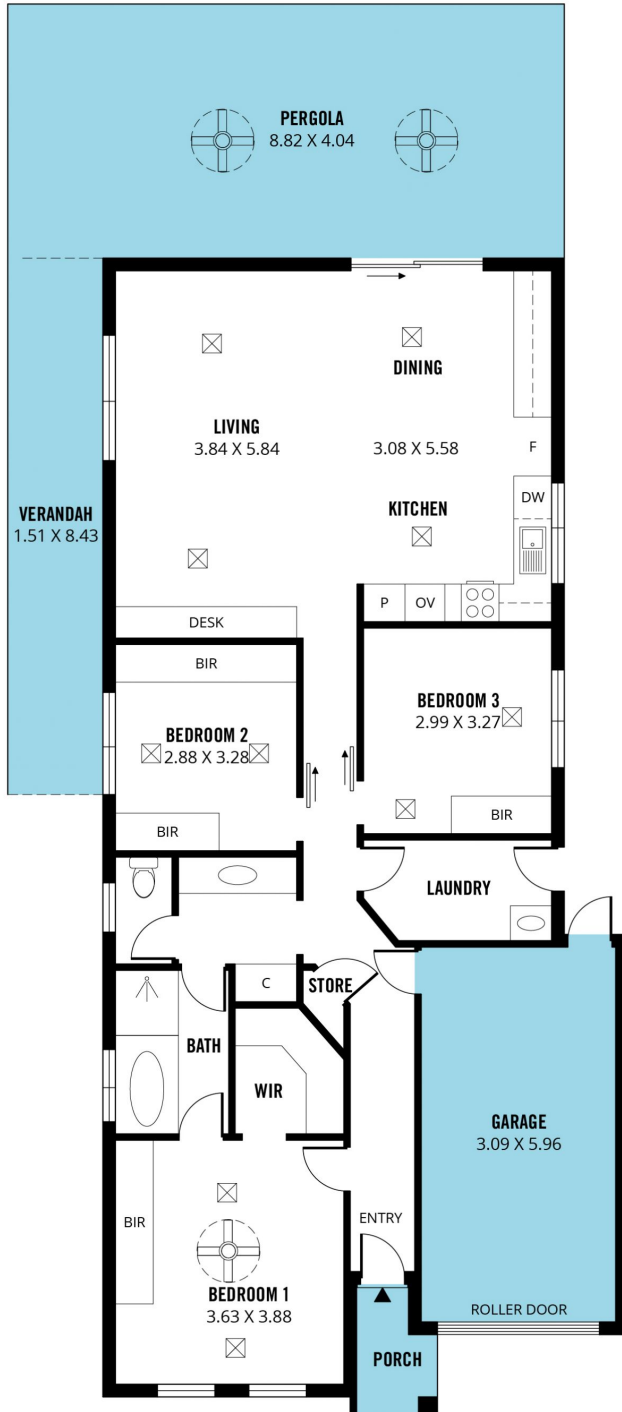 PERGOLA
8.82 X 4.04
DINING
LIVING
3.84 X 5.84
3.08 X 5.58
F
KITCHEN
DW
VERANDAH
1.51 X 8.43
P
OV
DESK
BIR
BEDROOM 3
2.99 X 3.27
BEDROOM 2
2.88 X 3.28
BIR
BIR
LAUNDRY
C
STORE
BATH
WIR
GARAGE
3.09 X 5.96
BIR
ENTRY
BEDROOM 1
3.63 X 3.88
ROLLER DOOR
PORCH